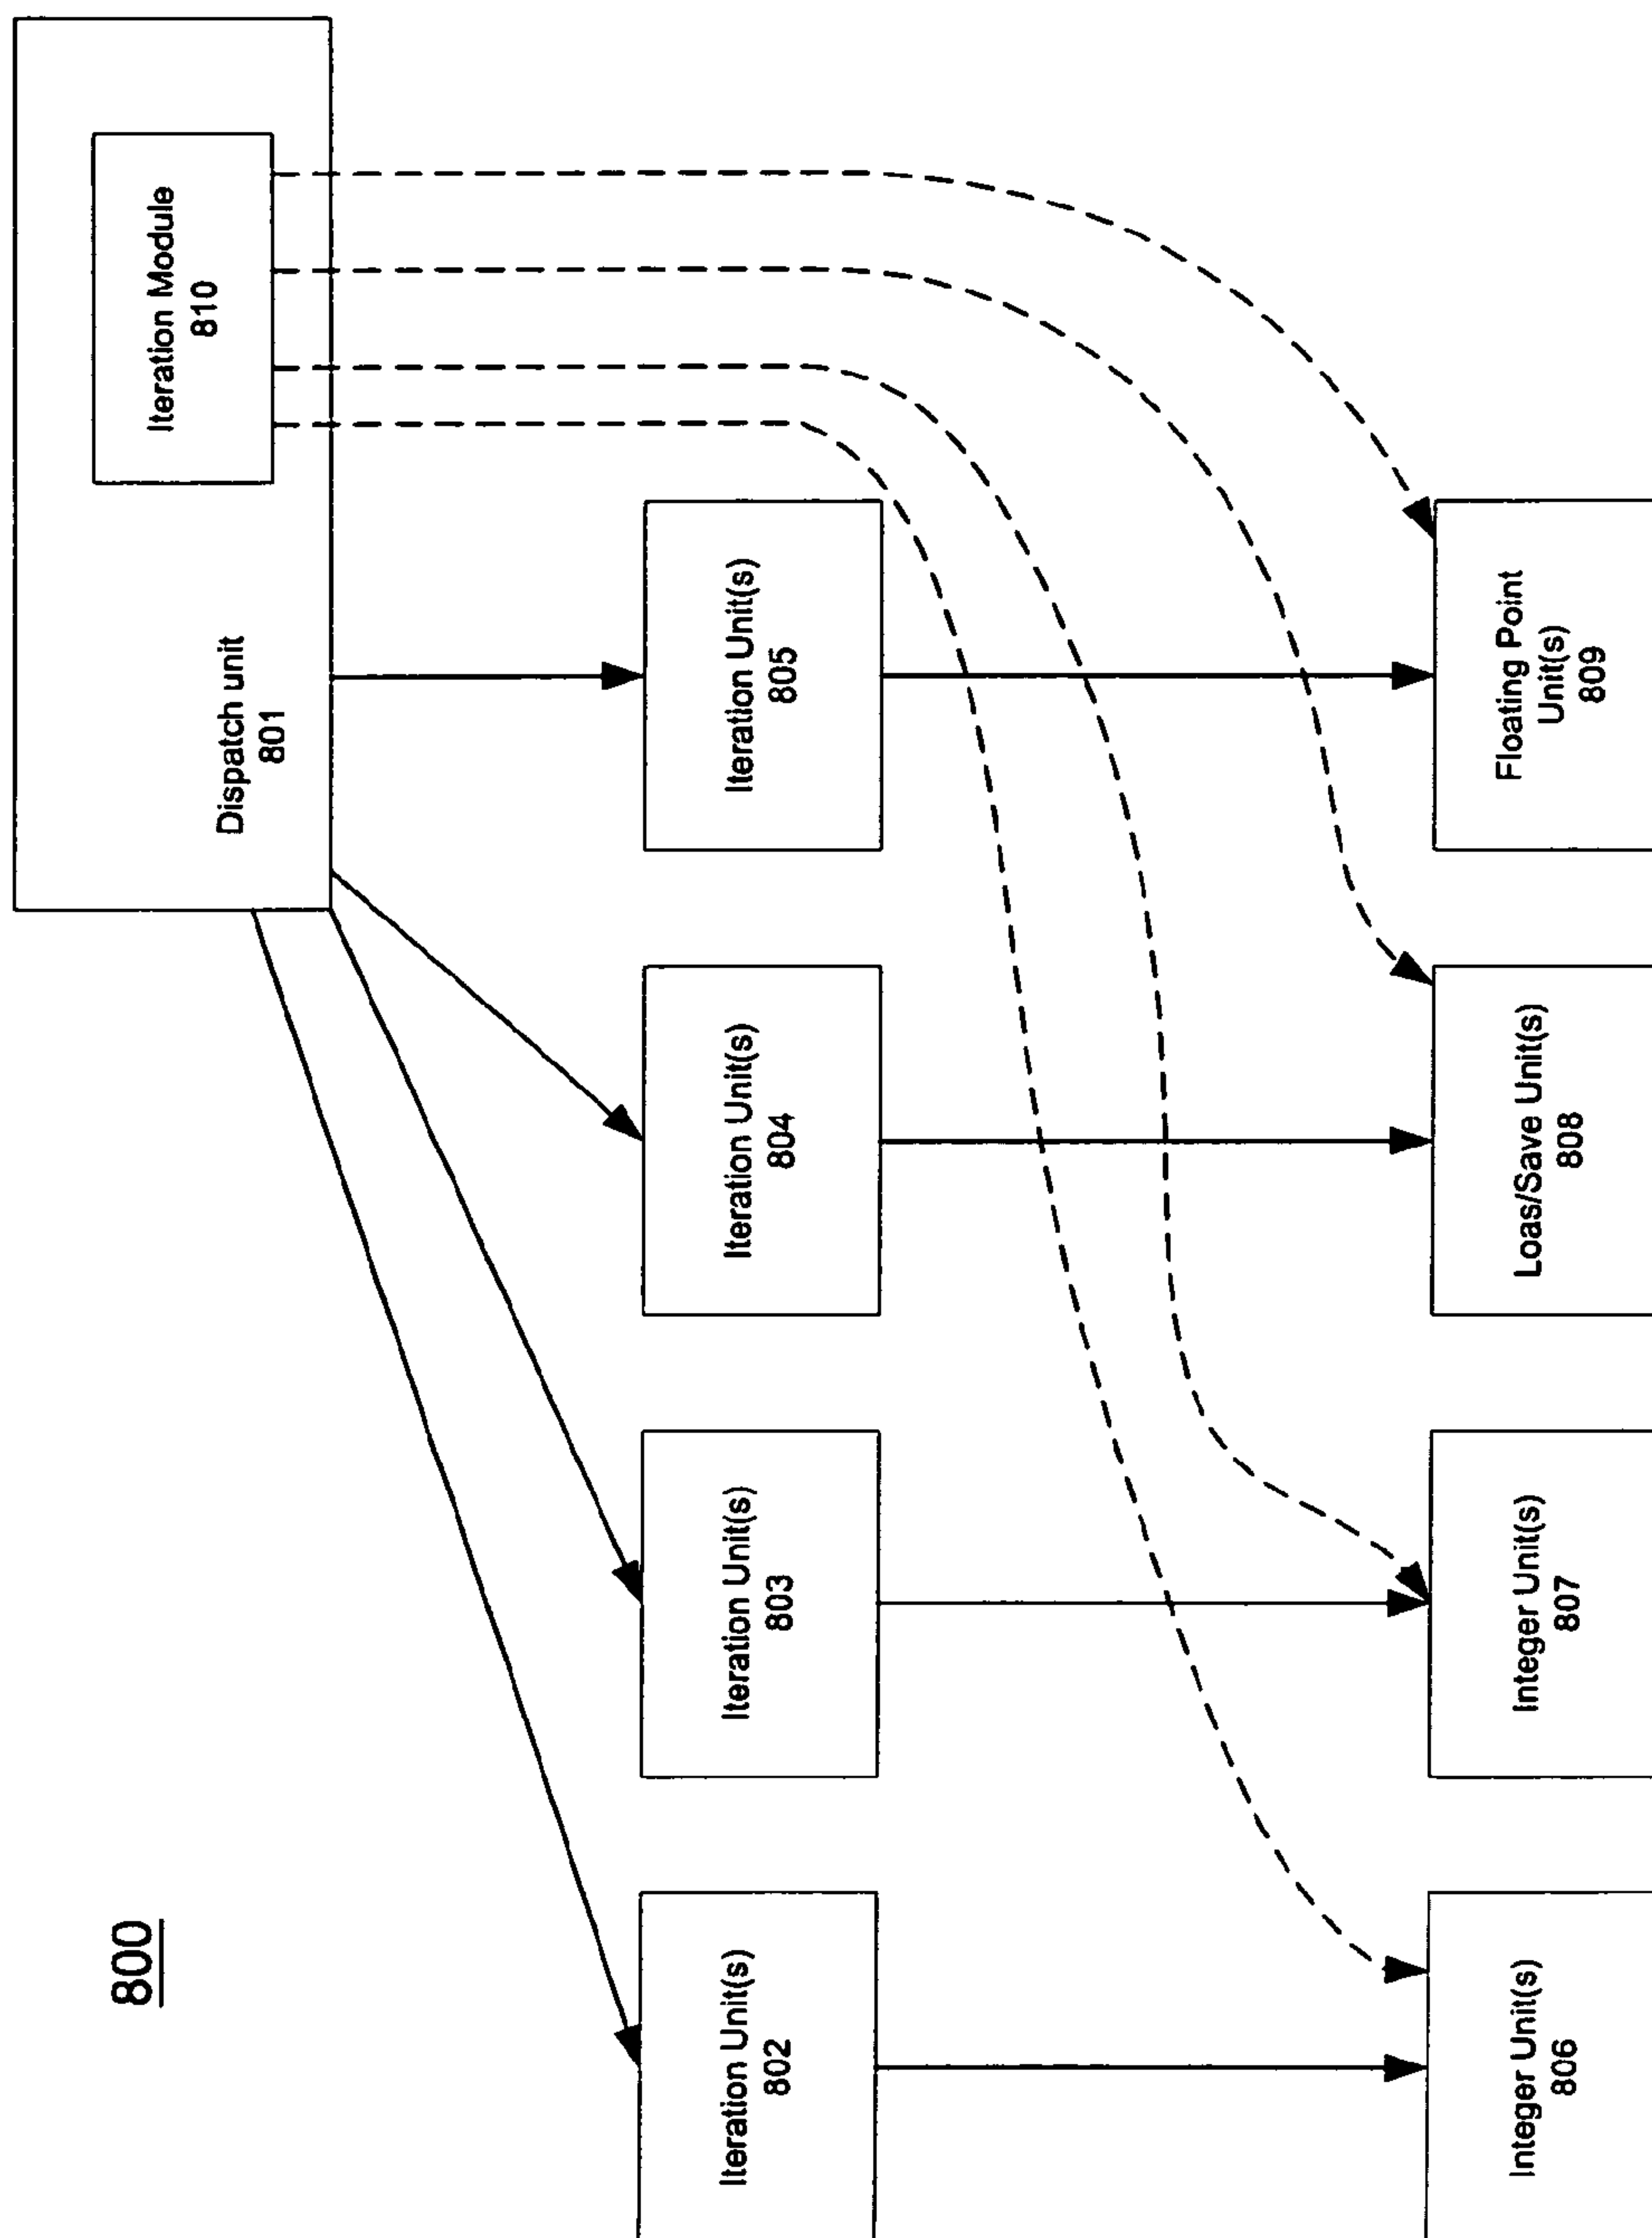 800
Dispatch unit
801
Iteration Module
810
Iteration Unit(s)
802
Iteration Unit(s)
803
Iteration Unit(s)
804
Iteration Unit(s)
805
Integer Unit(s)
806
Integer Unit(s)
807
Loas/Save Unit(s)
808
Floating Point
Unit(s)
809